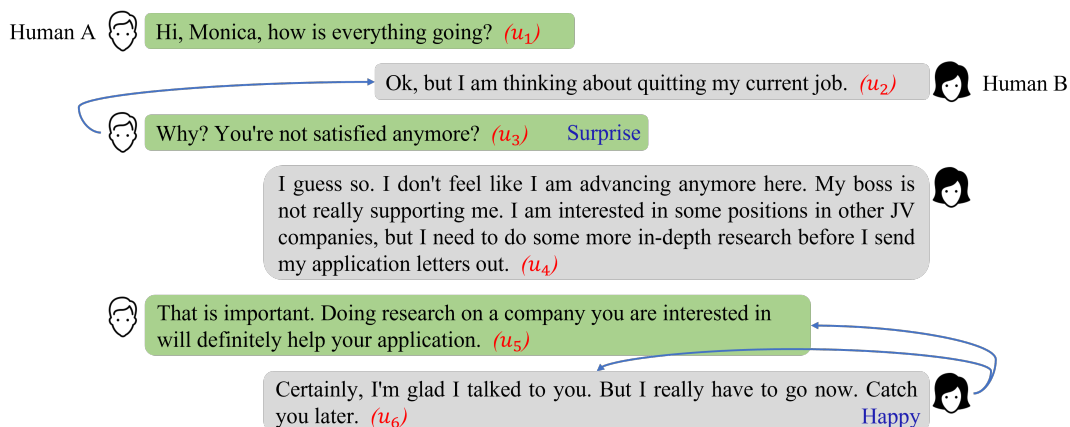 Human A
Hi, Monica, how is everything going? (u1)
Ok, but I am thinking about quitting my current job. (u2)
Human B
Why? You're not satisfied anymore? (u3) Surprise
I guess so. I don't feel like I am advancing anymore here. My boss is
not really supporting me. I am interested in some positions in other JV
companies, but I need to do some more in-depth research before I send
my application letters out. (u4)
That is important. Doing research on a company you are interested in
will definitely help your application. (u5)
Certainly, I'm glad I talked to you. But I really have to go now. Catch
you later. (u6) Happy